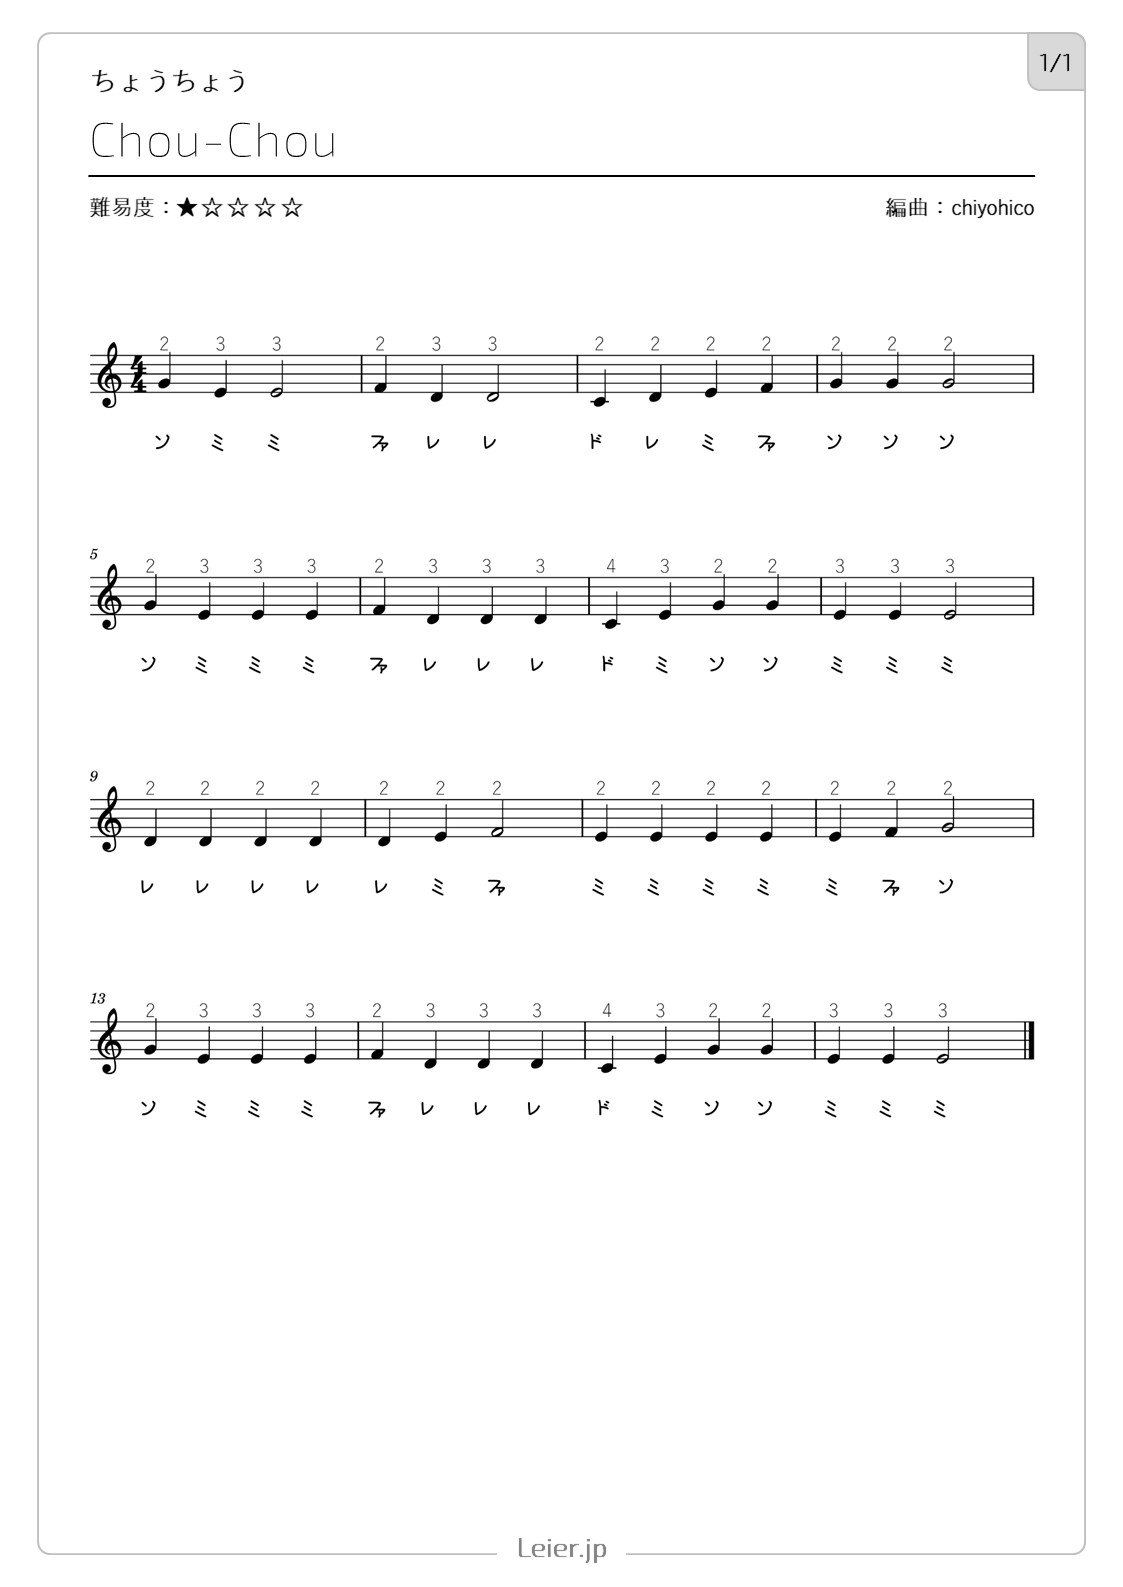 1/1
ちょうちょう
Chou-Chou
難易度：★☆☆☆☆ 編曲：chiyohico
2 3 3 2 3 3 2 2 2 2 2 2 2
4/4
ソ ミ ミ ファ レ レ ド レ ミ ファ ソ ソ ソ
5
2 3 3 3 2 3 3 3 4 3 2 2 3 3 3
ソ ミ ミ ミ ファ レ レ レ ド ミ ソ ソ ミ ミ ミ
9
2 2 2 2 2 2 2 2 2 2 2 2 2 2
レ レ レ レ レ ミ ファ ミ ミ ミ ミ ミ ファ ソ
13
2 3 3 3 2 3 3 3 4 3 2 2 3 3 3
ソ ミ ミ ミ ファ レ レ レ ド ミ ソ ソ ミ ミ ミ
Leier.jp